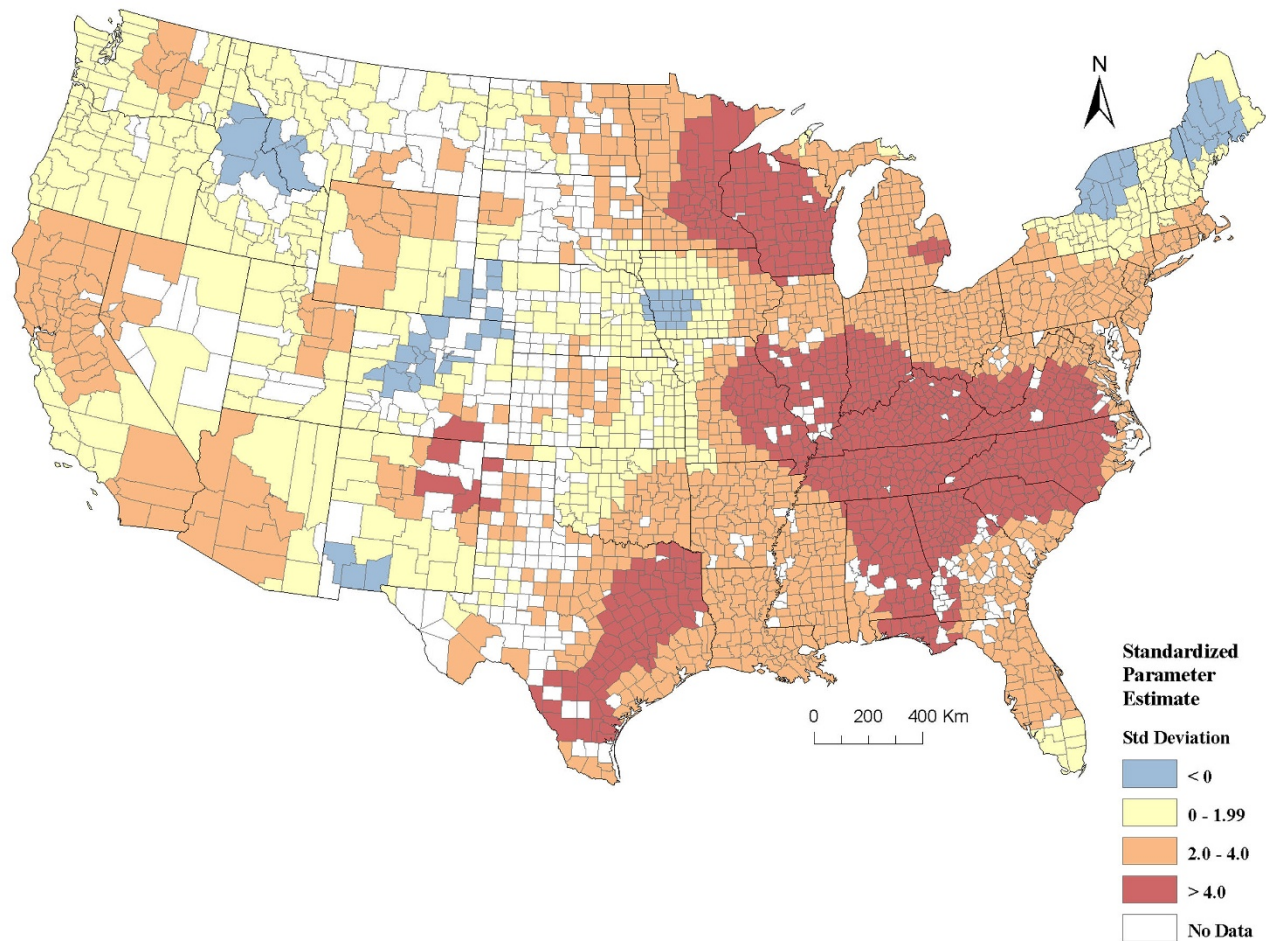 N
0 200 400 Km
Standardized
Parameter
Estimate
Std Deviation
< 0
0 - 1.99
2.0 - 4.0
> 4.0
No Data